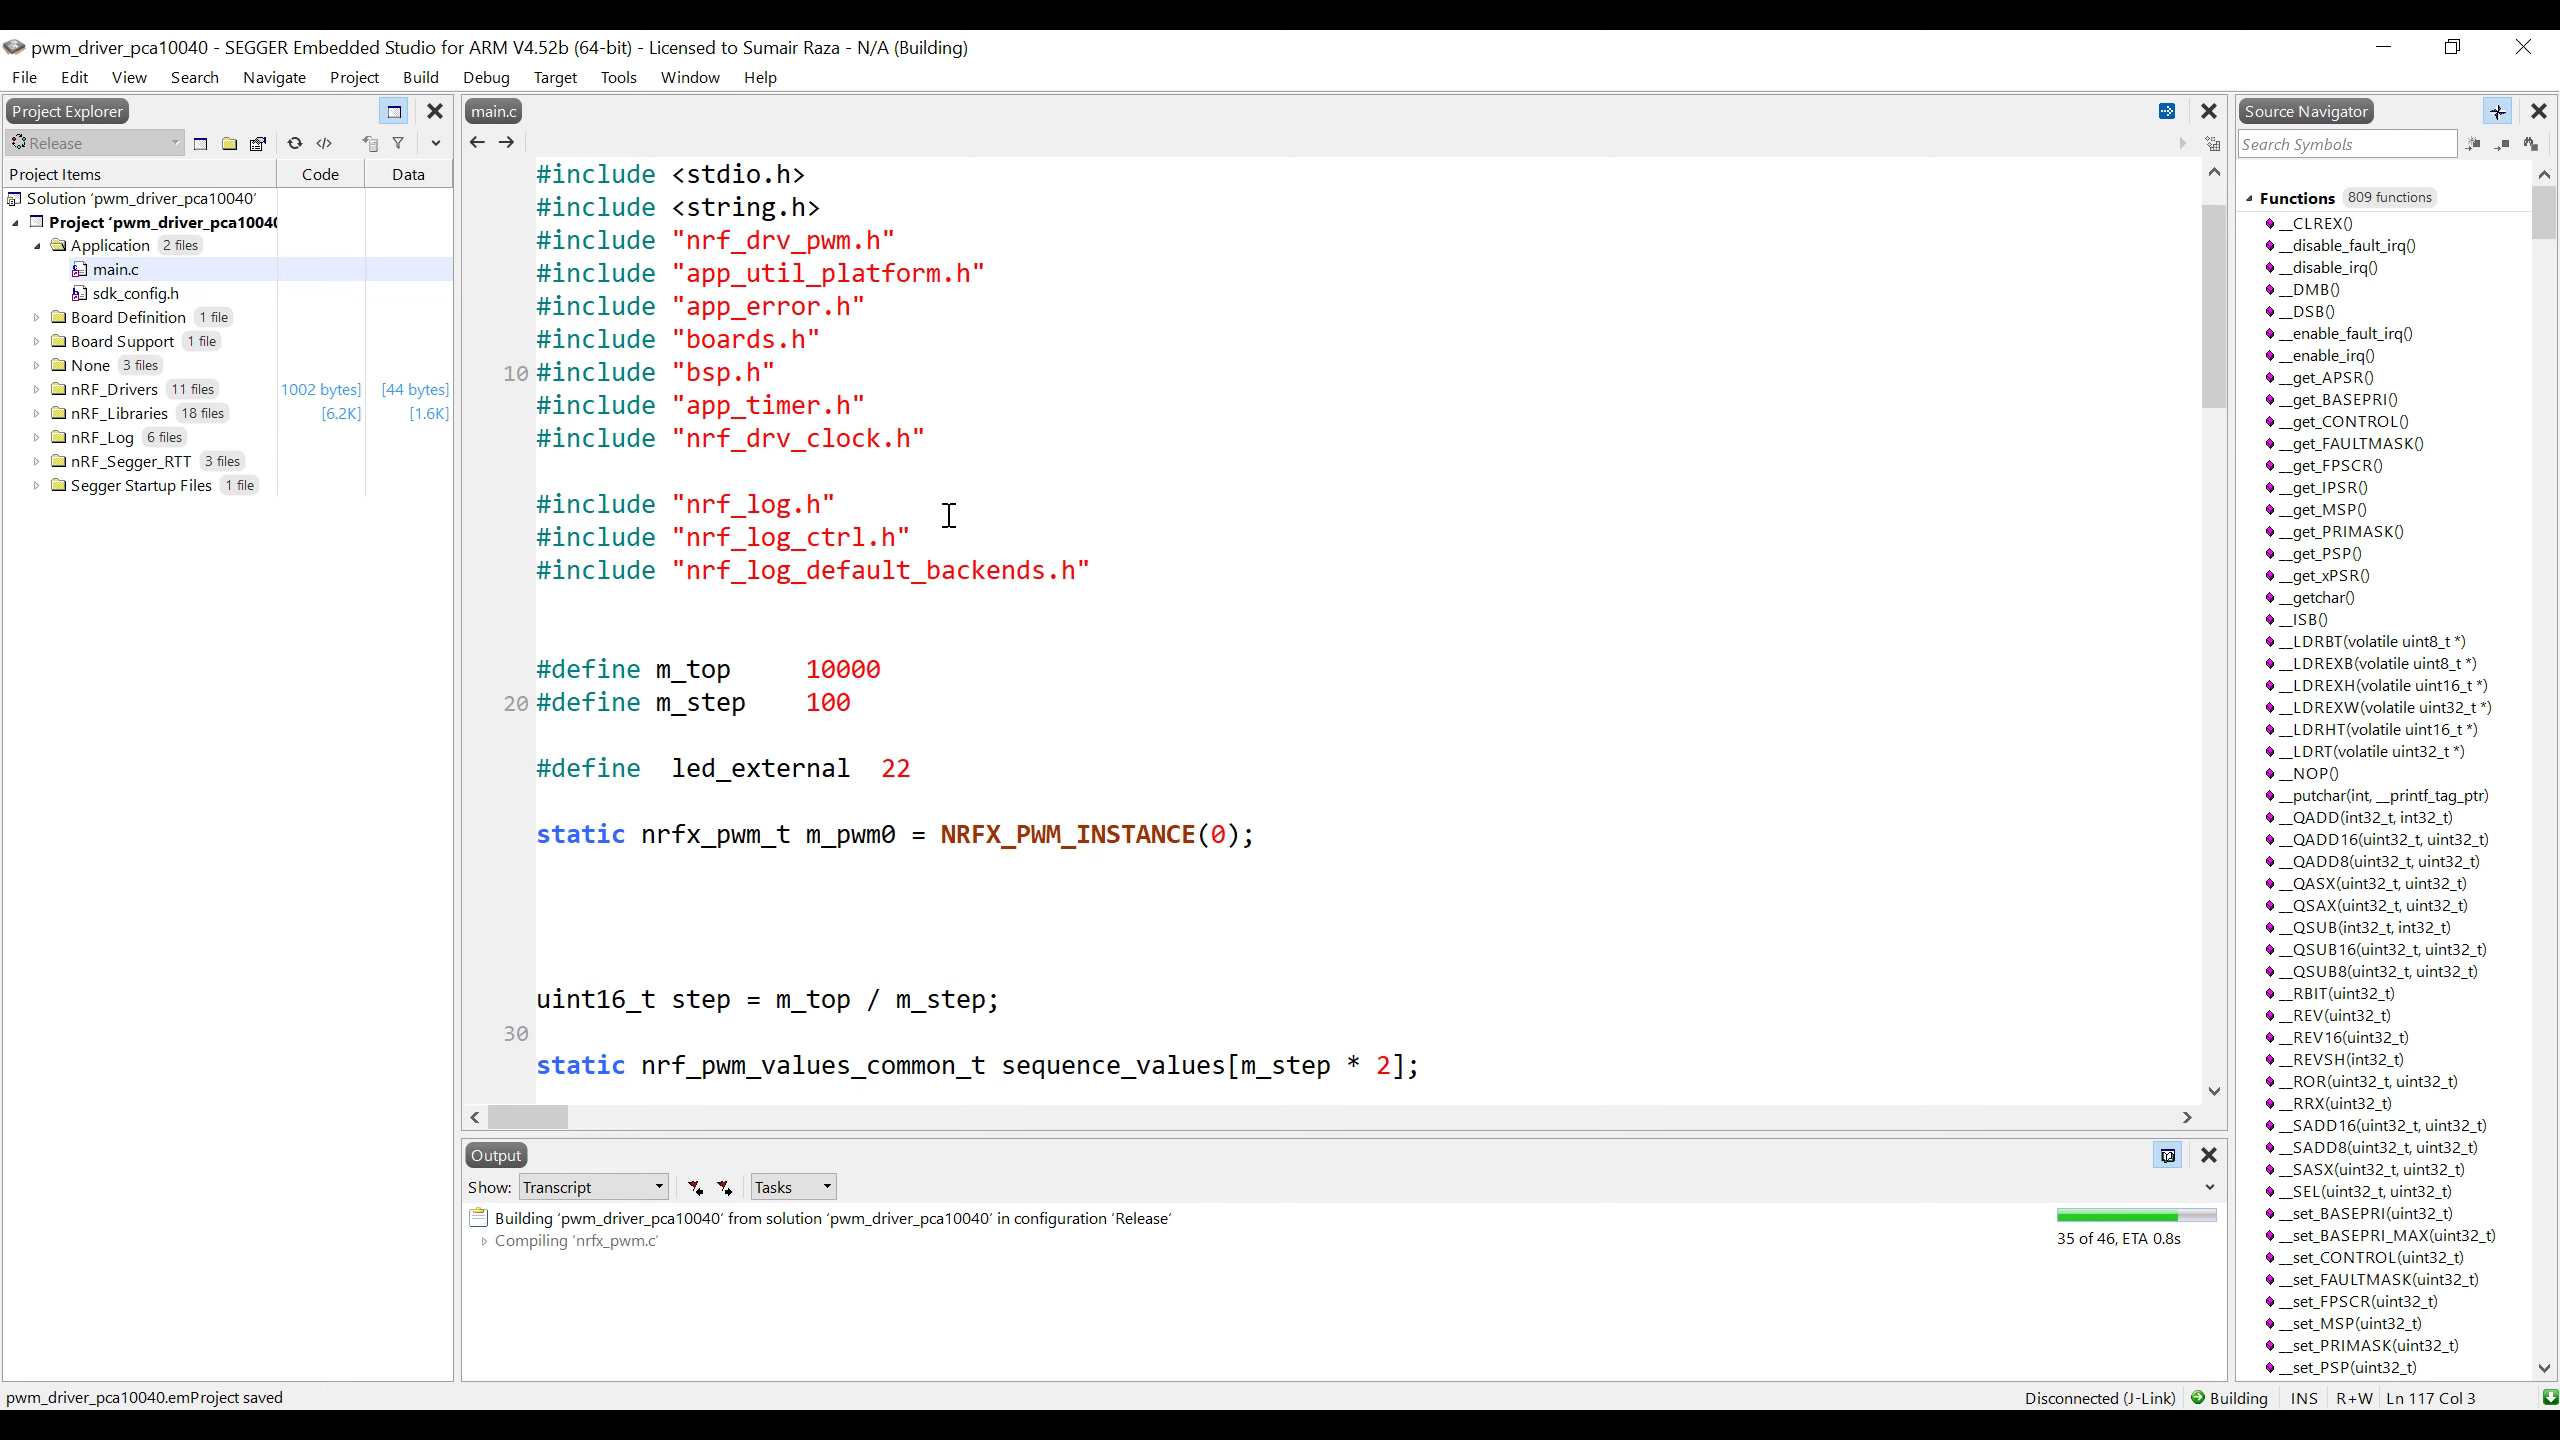 pwm_driver_pca10040 - SEGGER Embedded Studio for ARM V4.52b (64-bit) - Licensed to Sumair Raza - N/A (Building)
File Edit View Search Navigate Project Build Debug Target Tools Window Help
Project Explorer
Release
Project Items Code Data
Solution 'pwm_driver_pca10040'
Project 'pwm_driver_pca10040
Application 2 files
main.c
sdk_config.h
Board Definition 1 file
Board Support 1 file
None 3 files
nRF_Drivers 11 files 1002 bytes] [44 bytes]
nRF_Libraries 18 files [6.2K] [1.6K]
nRF_Log 6 files
nRF_Segger_RTT 3 files
Segger Startup Files 1 file
main.c
#include <stdio.h>
#include <string.h>
#include "nrf_drv_pwm.h"
#include "app_util_platform.h"
#include "app_error.h"
#include "boards.h"
10 #include "bsp.h"
#include "app_timer.h"
#include "nrf_drv_clock.h"
#include "nrf_log.h"
#include "nrf_log_ctrl.h"
#include "nrf_log_default_backends.h"
#define m_top 10000
20 #define m_step 100
#define led_external 22
static nrfx_pwm_t m_pwm0 = NRFX_PWM_INSTANCE(0);
uint16_t step = m_top / m_step;
30
static nrf_pwm_values_common_t sequence_values[m_step * 2];
Output
Show: Transcript Tasks
Building 'pwm_driver_pca10040' from solution 'pwm_driver_pca10040' in configuration 'Release'
Compiling 'nrfx_pwm.c'
35 of 46, ETA 0.8s
Source Navigator
Search Symbols
Functions 809 functions
__CLREX()
__disable_fault_irq()
__disable_irq()
__DMB()
__DSB()
__enable_fault_irq()
__enable_irq()
__get_APSR()
__get_BASEPRI()
__get_CONTROL()
__get_FAULTMASK()
__get_FPSCR()
__get_IPSR()
__get_MSP()
__get_PRIMASK()
__get_PSP()
__get_xPSR()
__getchar()
__ISB()
__LDRBT(volatile uint8_t *)
__LDREXB(volatile uint8_t *)
__LDREXH(volatile uint16_t *)
__LDREXW(volatile uint32_t *)
__LDRHT(volatile uint16_t *)
__LDRT(volatile uint32_t *)
__NOP()
__putchar(int, __printf_tag_ptr)
__QADD(int32_t, int32_t)
__QADD16(uint32_t, uint32_t)
__QADD8(uint32_t, uint32_t)
__QASX(uint32_t, uint32_t)
__QSAX(uint32_t, uint32_t)
__QSUB(int32_t, int32_t)
__QSUB16(uint32_t, uint32_t)
__QSUB8(uint32_t, uint32_t)
__RBIT(uint32_t)
__REV(uint32_t)
__REV16(uint32_t)
__REVSH(int32_t)
__ROR(uint32_t, uint32_t)
__RRX(uint32_t)
__SADD16(uint32_t, uint32_t)
__SADD8(uint32_t, uint32_t)
__SASX(uint32_t, uint32_t)
__SEL(uint32_t, uint32_t)
__set_BASEPRI(uint32_t)
__set_BASEPRI_MAX(uint32_t)
__set_CONTROL(uint32_t)
__set_FAULTMASK(uint32_t)
__set_FPSCR(uint32_t)
__set_MSP(uint32_t)
__set_PRIMASK(uint32_t)
__set_PSP(uint32_t)
pwm_driver_pca10040.emProject saved
Disconnected (J-Link) Building INS R+W Ln 117 Col 3